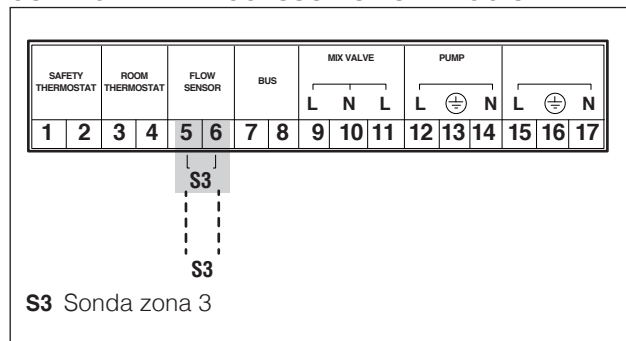 SAFETY THERMOSTAT
ROOM THERMOSTAT
FLOW SENSOR
BUS
MIX VALVE
PUMP
L N L L N L N
1 2 3 4 5 6 7 8 9 10 11 12 13 14 15 16 17
S3
S3
S3 Sonda zona 3